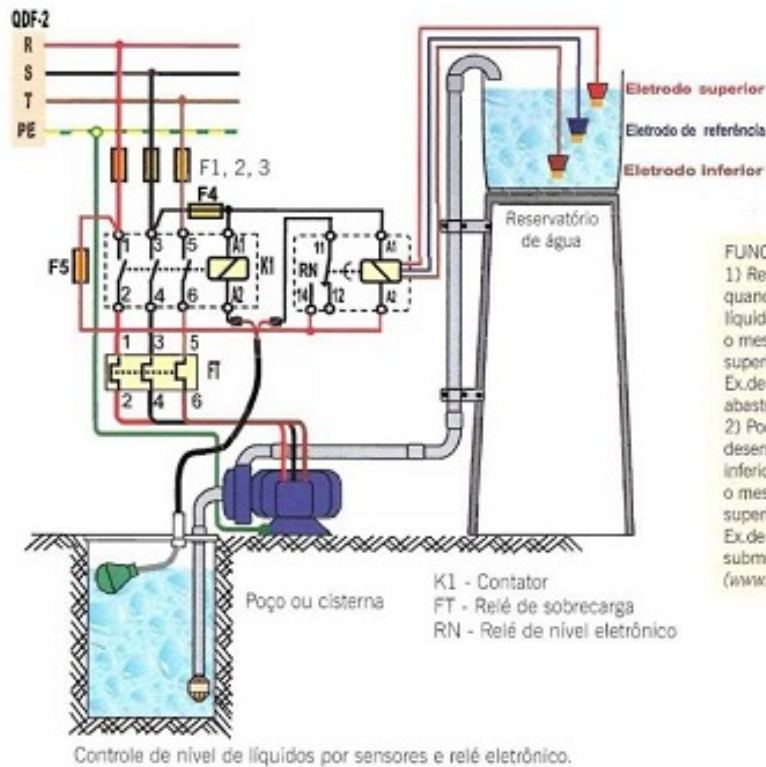 QDF-2
R
S
T
PE
F1, 2, 3
F4
F5
1
3
5
A1
K1
2
4
6
A2
11
A1
RN
14
12
A2
1
3
5
FT
2
4
6
Eletrodo superior
Eletrodo de referência
Eletrodo inferior
Reservatório
de água
FUNC
1) Re
quand
líquid
o mes
super
Ex.de
abast
2) Po
desen
inferio
o mes
super
Ex.de
subm
(www
Poço ou cisterna
K1 - Contator
FT - Relé de sobrecarga
RN - Relé de nível eletrônico
Controle de nível de líquidos por sensores e relé eletrônico.